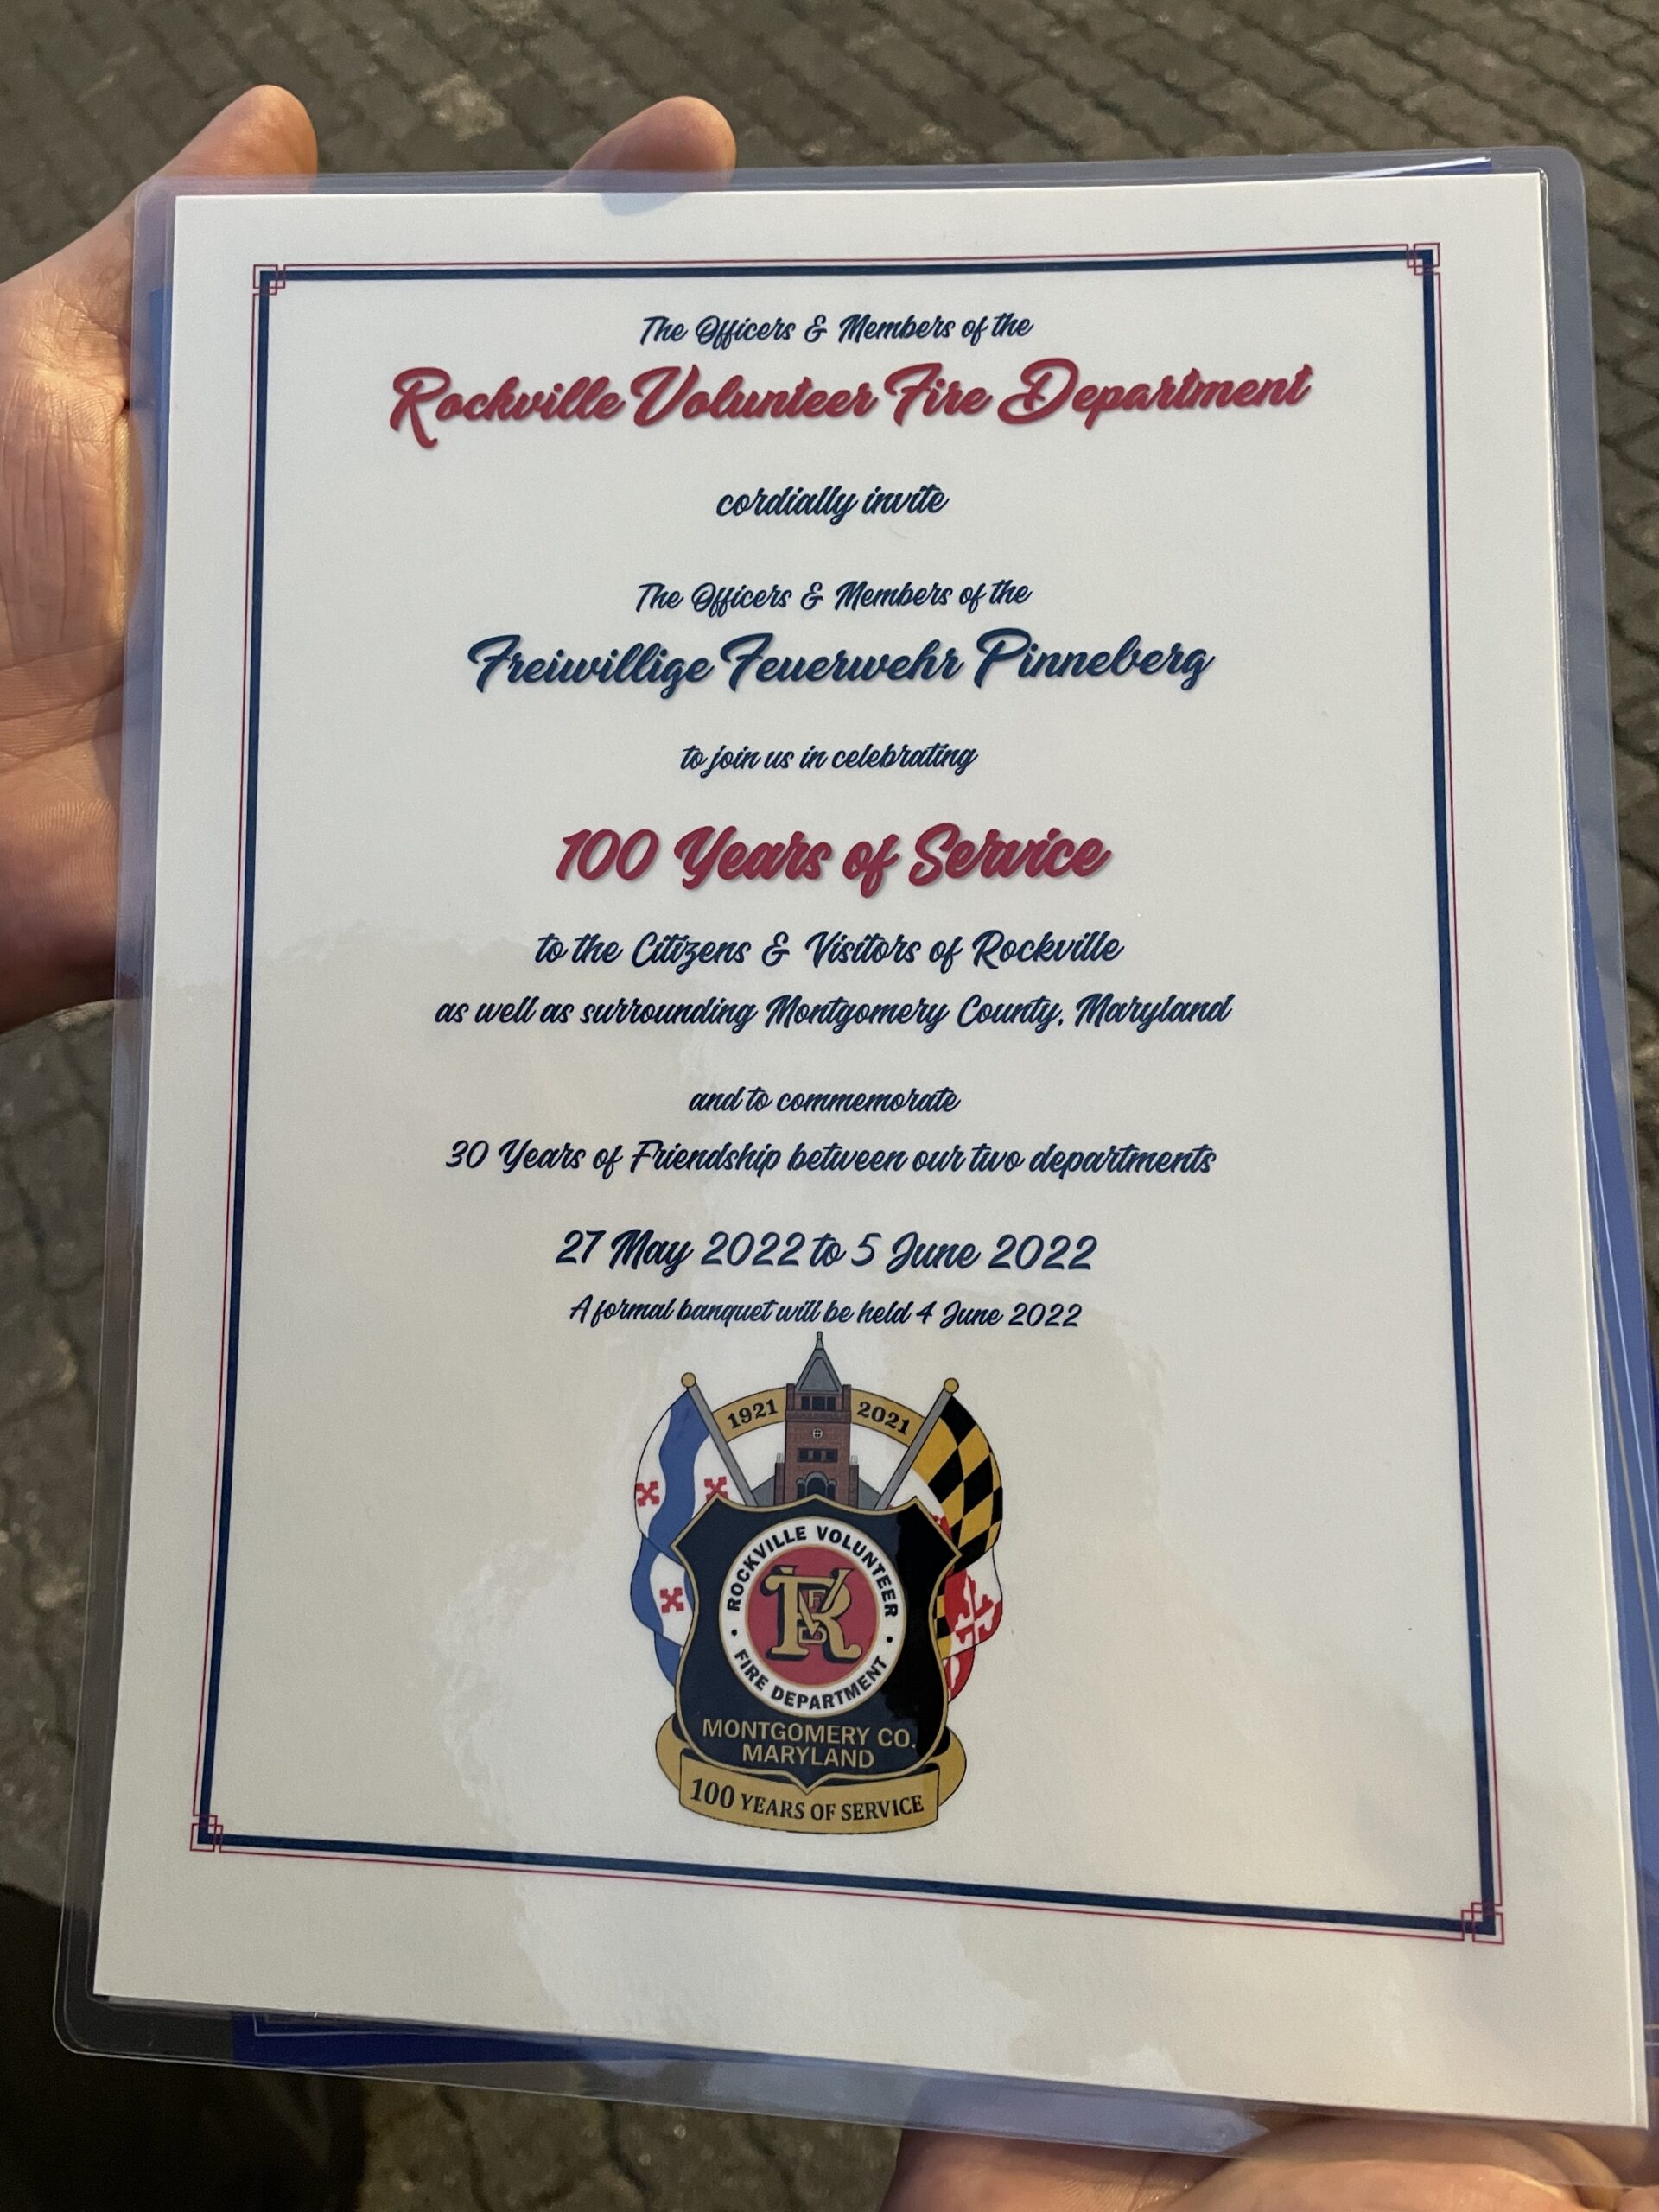 The Officers & Members of the
Rockville Volunteer Fire Department
cordially invite
The Officers & Members of the
Freiwillige Feuerwehr Pinneberg
to join us in celebrating
100 Years of Service
to the Citizens & Visitors of Rockville
as well as surrounding Montgomery County, Maryland
and to commemorate
30 Years of Friendship between our two departments
27 May 2022 to 5 June 2022
A formal banquet will be held 4 June 2022
1921 2021
ROCKVILLE VOLUNTEER
RVFD
• FIRE DEPARTMENT •
MONTGOMERY CO.
MARYLAND
100 YEARS OF SERVICE